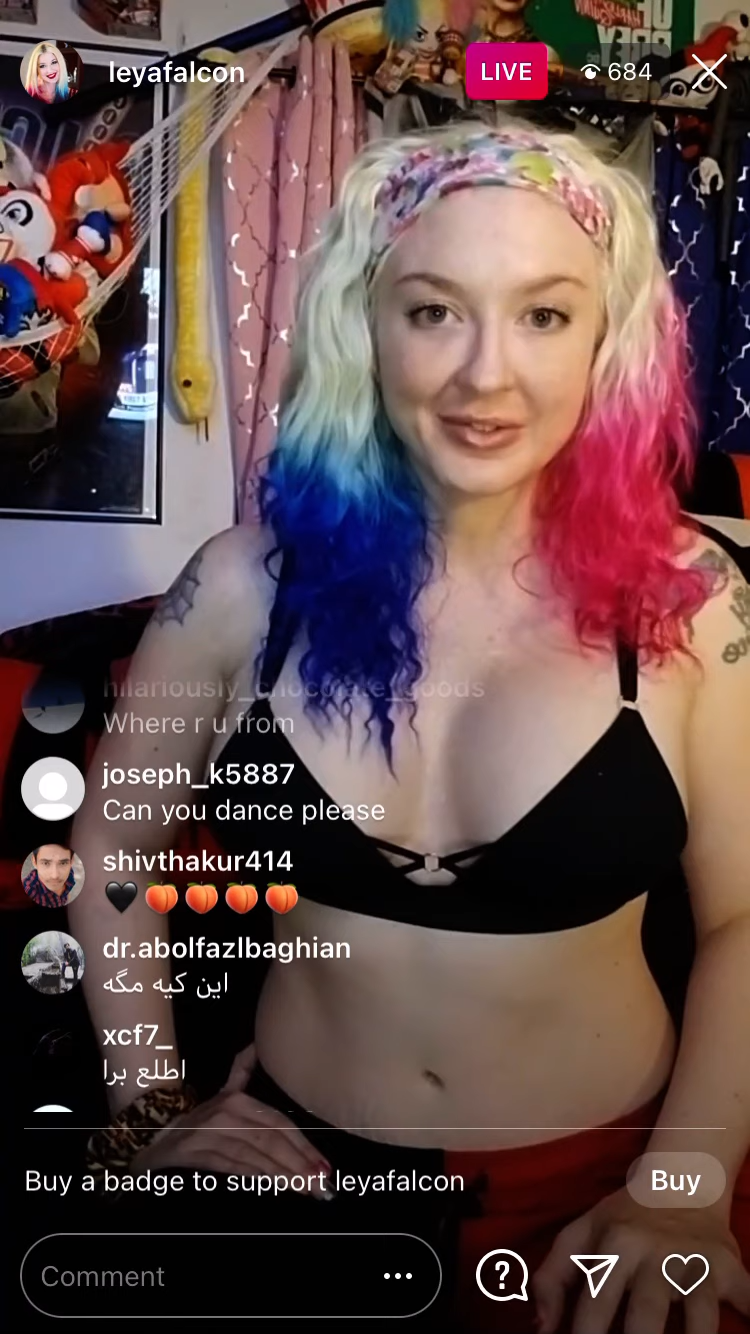 leyafalcon
LIVE
684
hilariously_chocolate_goods
Where r u from
joseph_k5887
Can you dance please
shivthakur414
🖤🍑🍑🍑🍑
dr.abolfazlbaghian
این کیه مگه
xcf7_
اطلع برا
Buy a badge to support leyafalcon
Buy
Comment